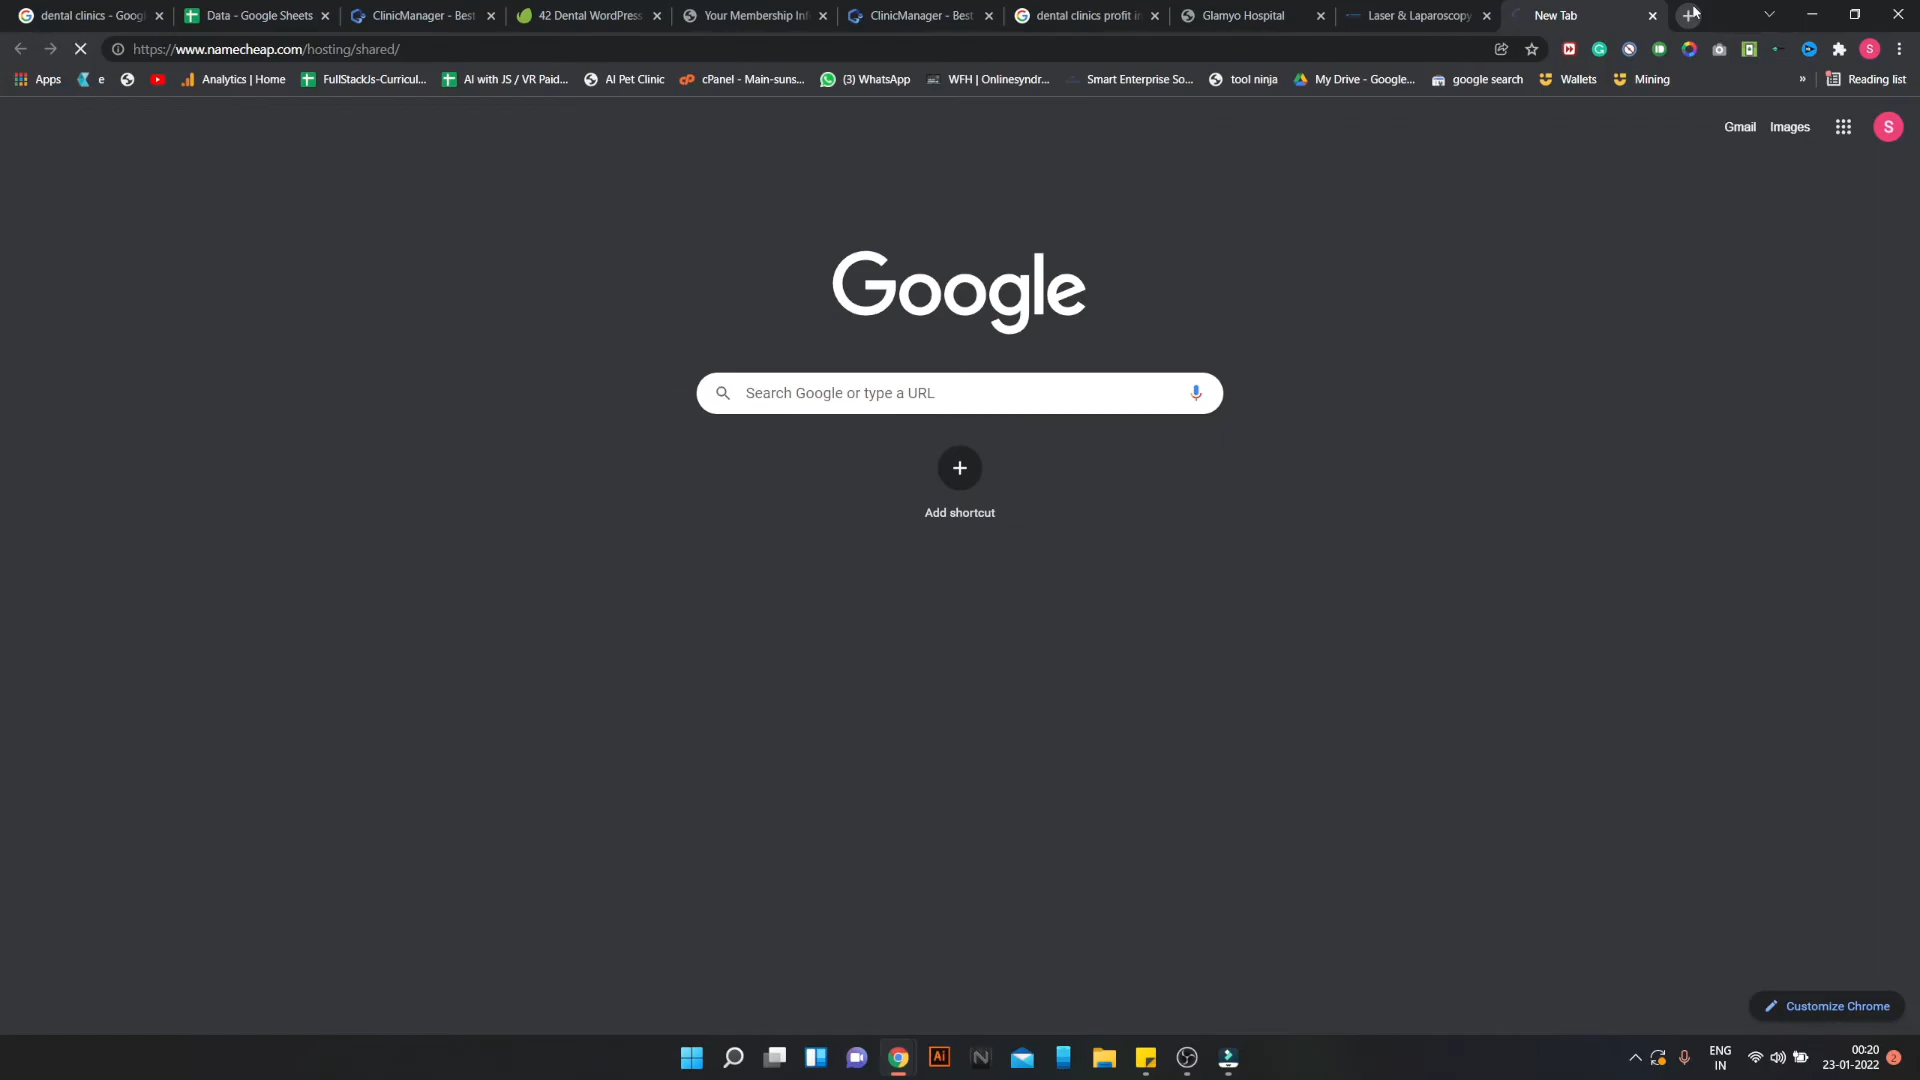 dental clinics - Googl
Data - Google Sheets
ClinicManager - Best
42 Dental WordPress
Your Membership Inf
ClinicManager - Best
dental clinics profit in
Glamyo Hospital
Laser & Laparoscopy
New Tab
https://www.namecheap.com/hosting/shared/
Apps
e
Analytics | Home
FullStackJs-Curricul...
AI with JS / VR Paid...
AI Pet Clinic
cPanel - Main-suns...
(3) WhatsApp
WFH | Onlinesyndr...
Smart Enterprise So...
tool ninja
My Drive - Google...
google search
Wallets
Mining
»
Reading list
Gmail
Images
S
Google
Search Google or type a URL
Add shortcut
Customize Chrome
Ai
N
ENG
IN
00:20
23-01-2022
2